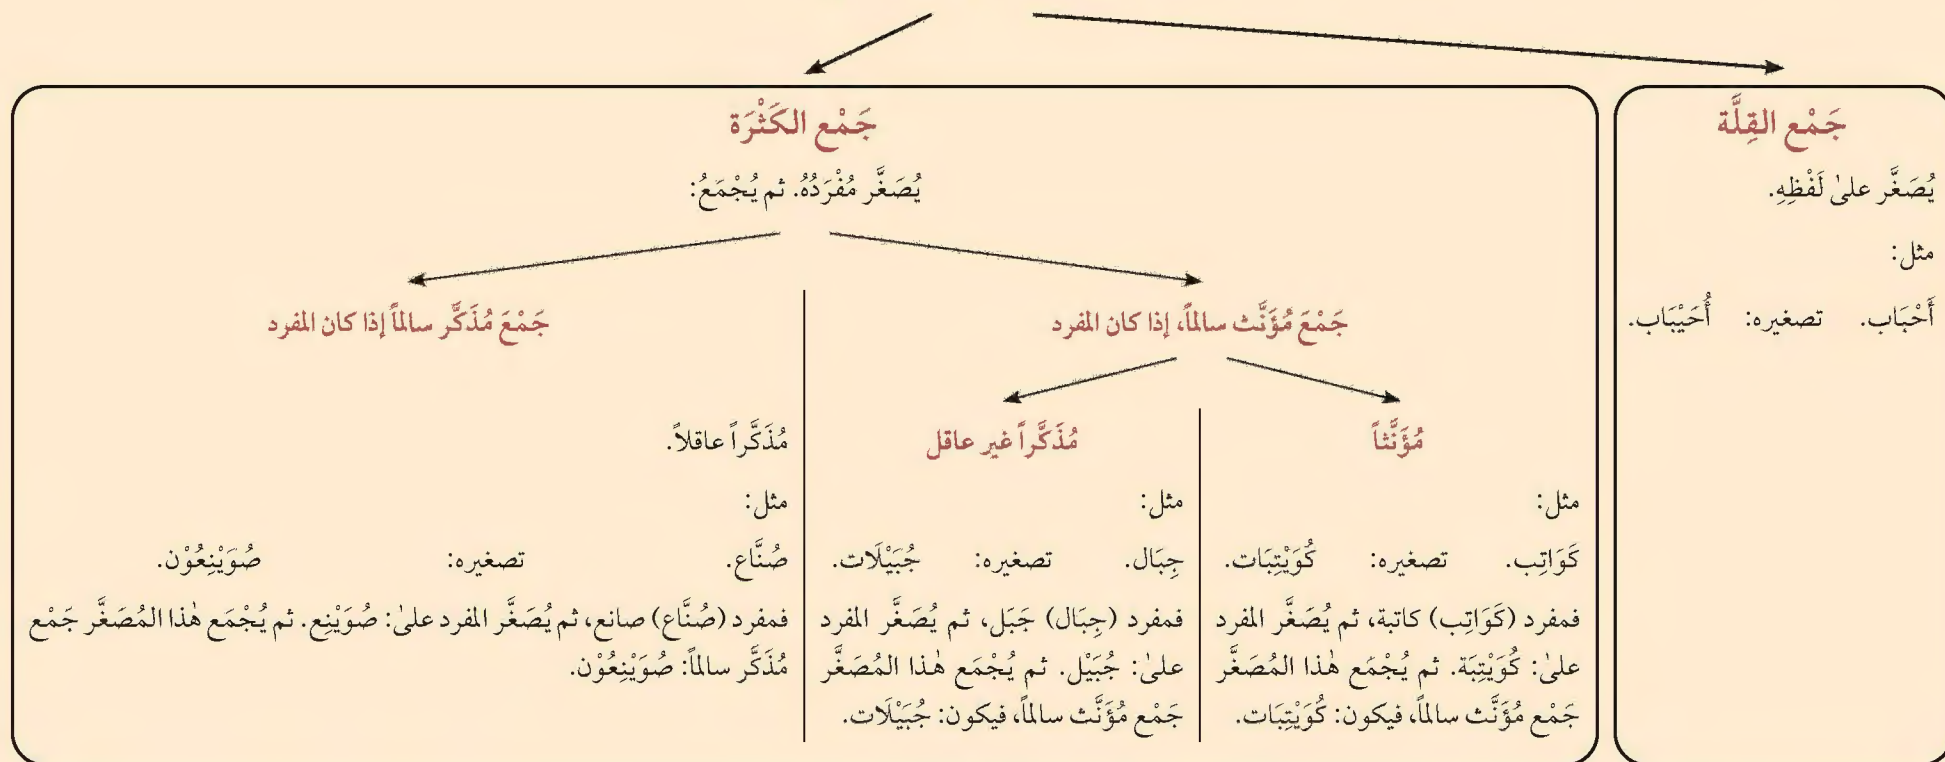 جَمْع القِلَّة
يُصَغَّر علىٰ لَفْظِهِ.
مثل:
أَحْبَاب. تصغيره: أُحَيْبَاب.
جَمْع الكَثْرَة
يُصَغَّر مُفْرَدُهُ. ثم يُجْمَعُ:
جَمْعَ مُؤَنَّث سالماً، إذا كان المفرد
مُؤَنَّثاً
مثل:
كَوَاتِب. تصغيره: كُوَيْتِبَات.
فمفرد (كَوَاتِب) كاتبة، ثم يُصَغَّر المفرد
علىٰ: كُوَيْتِبَة. ثم يُجْمَع هٰذا المُصَغَّر
جَمْع مُؤَنَّث سالماً، فيكون: كُوَيْتِبَات.
مُذَكَّراً غير عاقل
مثل:
جِبَال. تصغيره: جُبَيْلَات.
فمفرد (جِبَال) جَبَل، ثم يُصَغَّر المفرد
علىٰ: جُبَيْل. ثم يُجْمَع هٰذا المُصَغَّر
جَمْع مُؤَنَّث سالماً، فيكون: جُبَيْلَات.
جَمْعَ مُذَكَّر سالماً إذا كان المفرد
مُذَكَّراً عاقلاً.
مثل:
صُنَّاع. تصغيره: صُوَيْنِعُوْن.
فمفرد (صُنَّاع) صانع، ثم يُصَغَّر المفرد علىٰ: صُوَيْنِع. ثم يُجْمَع هٰذا المُصَغَّر جَمْع
مُذَكَّر سالماً: صُوَيْنِعُوْن.